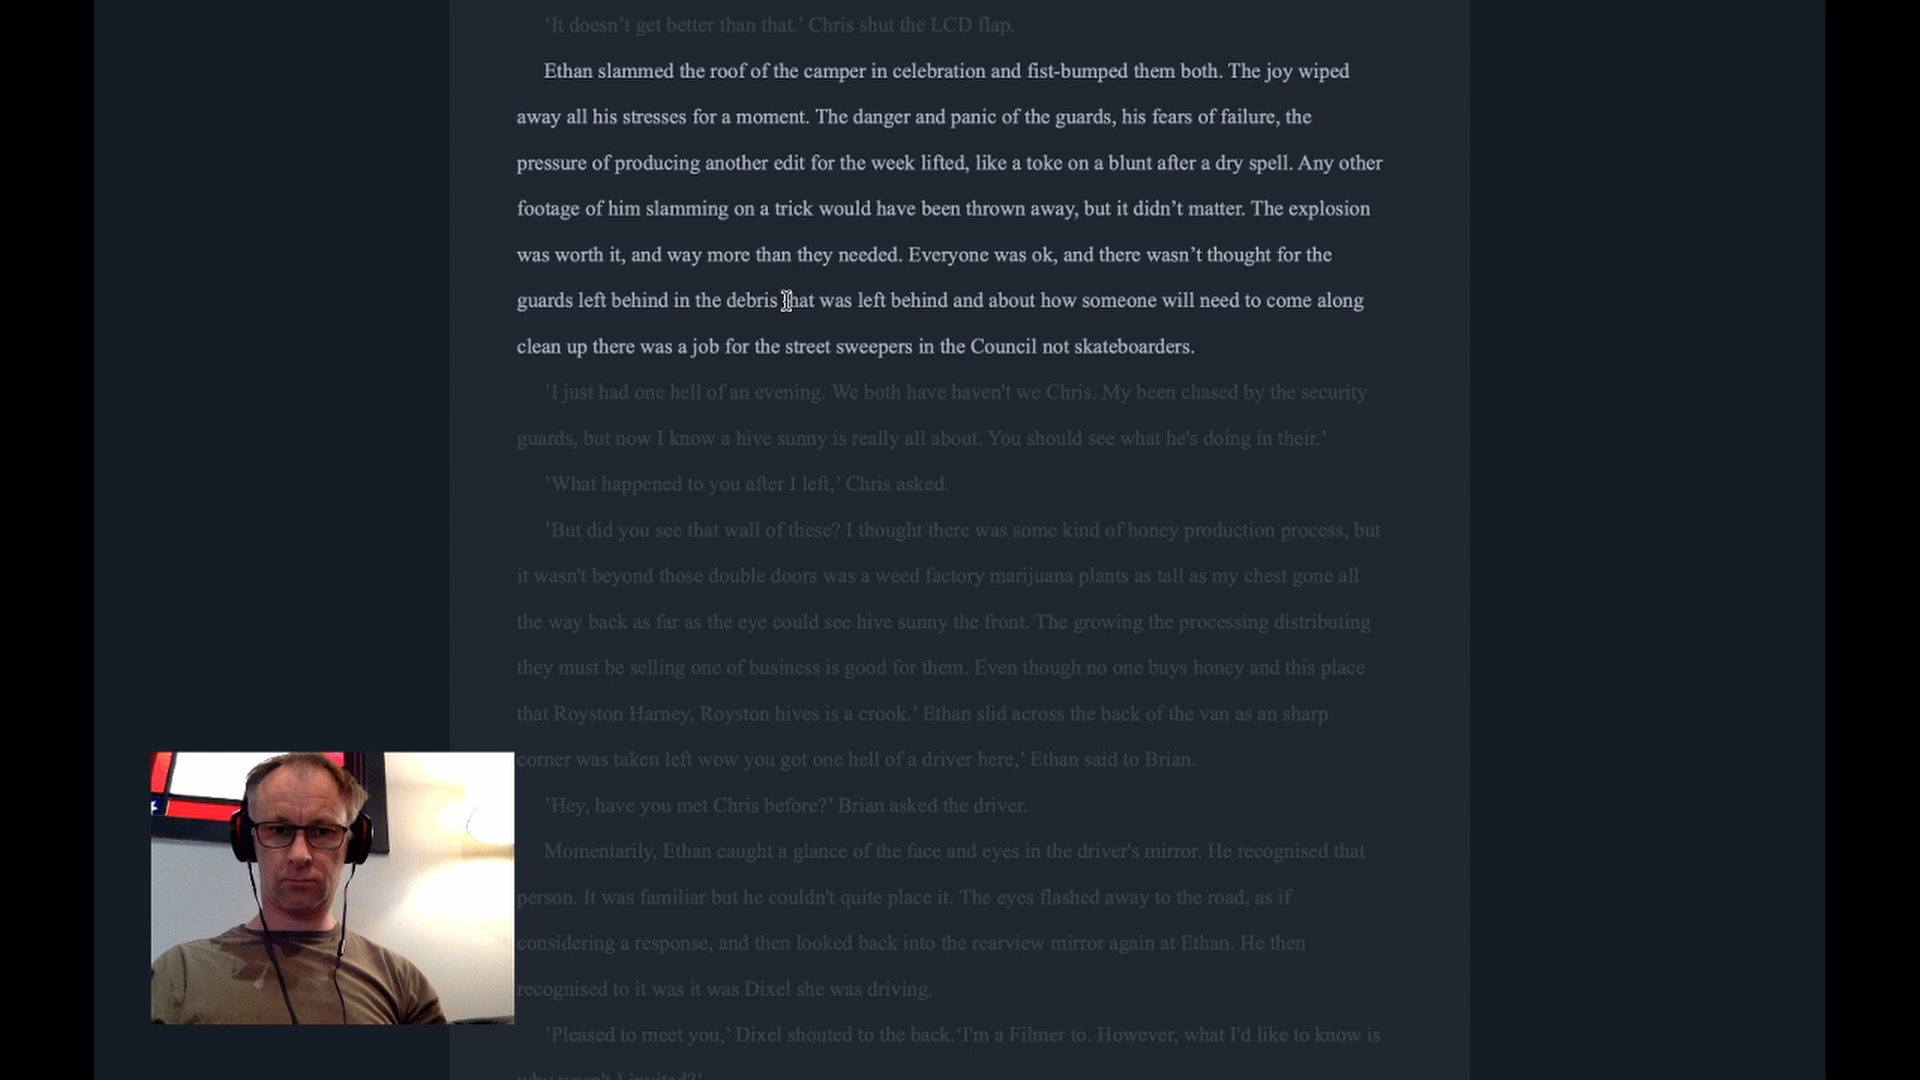 ‘It doesn’t get better than that.’ Chris shut the LCD flap.
Ethan slammed the roof of the camper in celebration and fist-bumped them both. The joy wiped
away all his stresses for a moment. The danger and panic of the guards, his fears of failure, the
pressure of producing another edit for the week lifted, like a toke on a blunt after a dry spell. Any other
footage of him slamming on a trick would have been thrown away, but it didn’t matter. The explosion
was worth it, and way more than they needed. Everyone was ok, and there wasn’t thought for the
guards left behind in the debris that was left behind and about how someone will need to come along
clean up there was a job for the street sweepers in the Council not skateboarders.
’I just had one hell of an evening. We both have haven't we Chris. My been chased by the security
guards, but now I know a hive sunny is really all about. You should see what he's doing in their.’
’What happened to you after I left,’ Chris asked.
’But did you see that wall of these? I thought there was some kind of honey production process, but
it wasn't beyond those double doors was a weed factory marijuana plants as tall as my chest gone all
the way back as far as the eye could see hive sunny the front. The growing the processing distributing
they must be selling one of business is good for them. Even though no one buys honey and this place
that Royston Harney, Royston hives is a crook.’ Ethan slid across the back of the van as an sharp
corner was taken left wow you got one hell of a driver here,’ Ethan said to Brian.
’Hey, have you met Chris before?’ Brian asked the driver.
Momentarily, Ethan caught a glance of the face and eyes in the driver's mirror. He recognised that
person. It was familiar but he couldn't quite place it. The eyes flashed away to the road, as if
considering a response, and then looked back into the rearview mirror again at Ethan. He then
recognised to it was it was Dixel she was driving.
’Pleased to meet you,’ Dixel shouted to the back.‘I'm a Filmer to. However, what I'd like to know is
why wasn't I invited?’